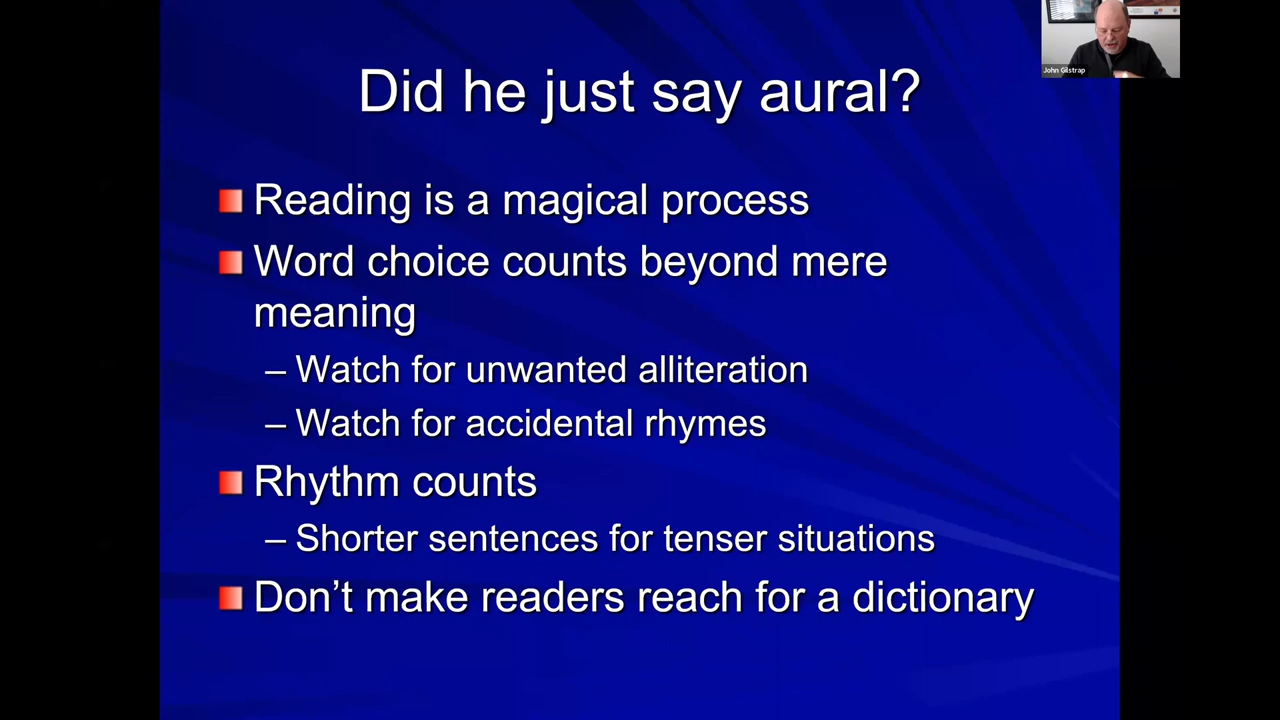 John Gilstrap
Did he just say aural?
Reading is a magical process
Word choice counts beyond mere
meaning
– Watch for unwanted alliteration
– Watch for accidental rhymes
Rhythm counts
– Shorter sentences for tenser situations
Don’t make readers reach for a dictionary